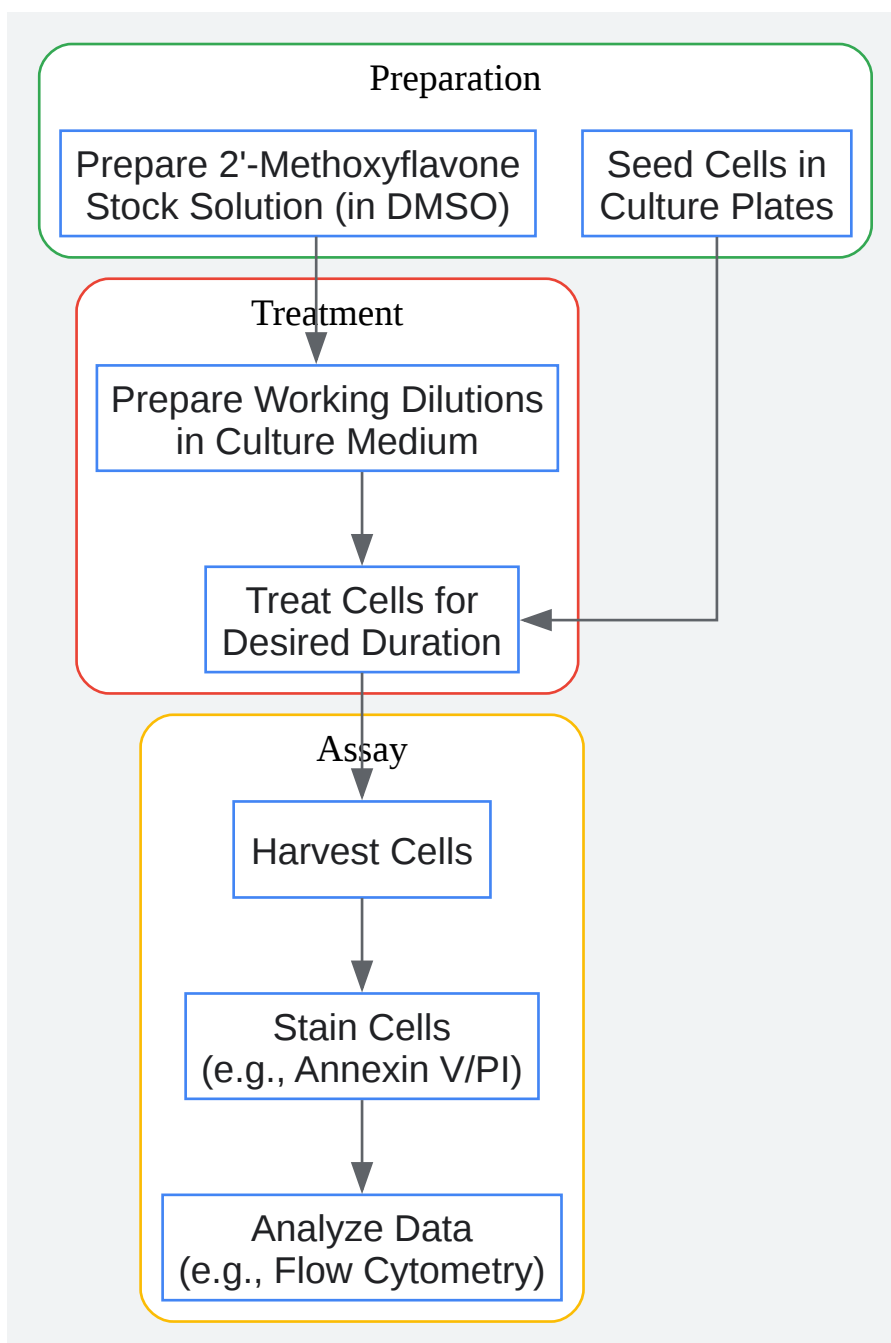 Preparation
Prepare 2'-Methoxyflavone
Stock Solution (in DMSO)
Seed Cells in
Culture Plates
Treatment
Prepare Working Dilutions
in Culture Medium
Treat Cells for
Desired Duration
Assay
Harvest Cells
Stain Cells
(e.g., Annexin V/PI)
Analyze Data
(e.g., Flow Cytometry)